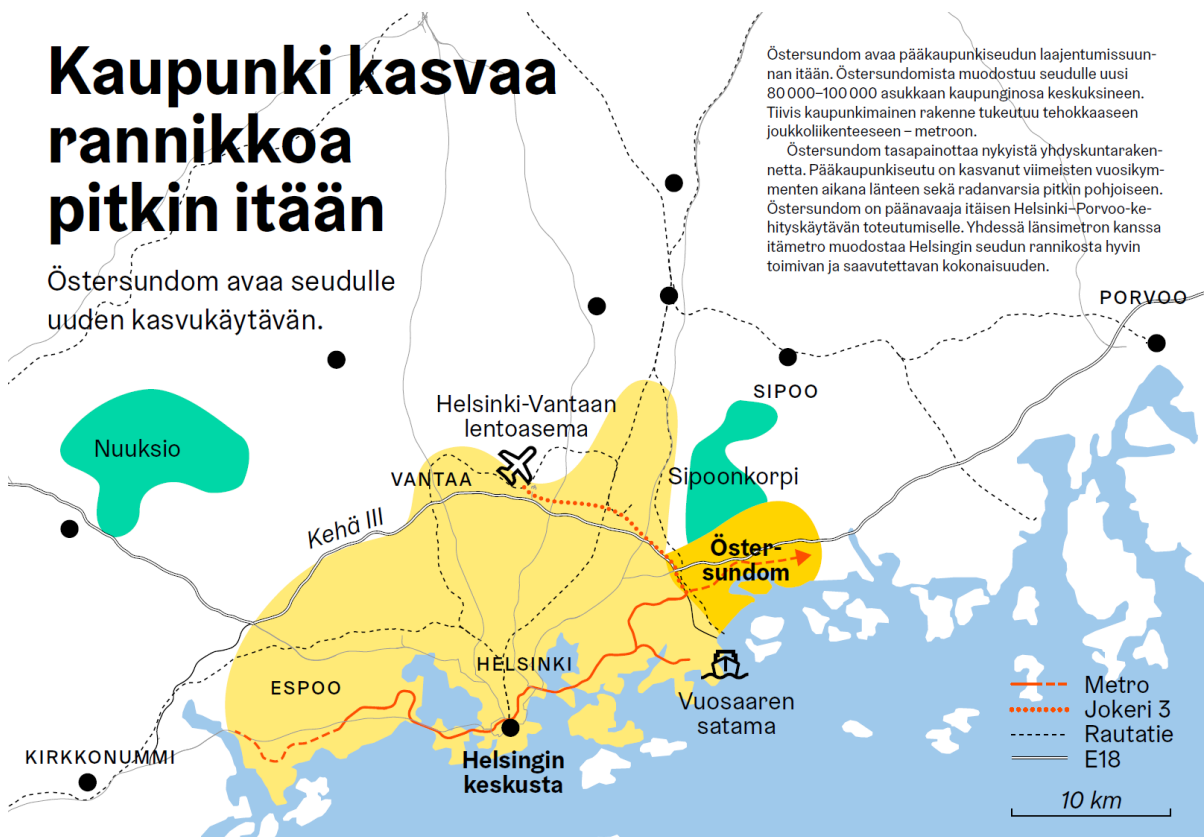 Kaupunki kasvaa
rannikkoa
pitkin itään
Östersundom avaa seudulle
uuden kasvukäytävän.
Östersundom avaa pääkaupunkiseudun laajentumissuun-
nan itään. Östersundomista muodostuu seudulle uusi
80 000–100 000 asukkaan kaupunginosa keskuksineen.
Tiivis kaupunkimainen rakenne tukeutuu tehokkaaseen
joukkoliikenteeseen – metroon.
Östersundom tasapainottaa nykyistä yhdyskuntaraken-
netta. Pääkaupunkiseutu on kasvanut viimeisten vuosikym-
menten aikana länteen sekä radanvarsia pitkin pohjoiseen.
Östersundom on päänavaaja itäisen Helsinki–Porvoo-ke-
hityskäytävän toteutumiselle. Yhdessä länsimetron kanssa
itämetro muodostaa Helsingin seudun rannikosta hyvin
toimivan ja saavutettavan kokonaisuuden.
PORVOO
SIPOO
Helsinki-Vantaan
lentoasema
Nuuksio
VANTAA
Sipoonkorpi
Kehä III
Öster-
sundom
HELSINKI
ESPOO
Vuosaaren
satama
KIRKKONUMMI
Helsingin
keskusta
Metro
Jokeri 3
Rautatie
E18
10 km